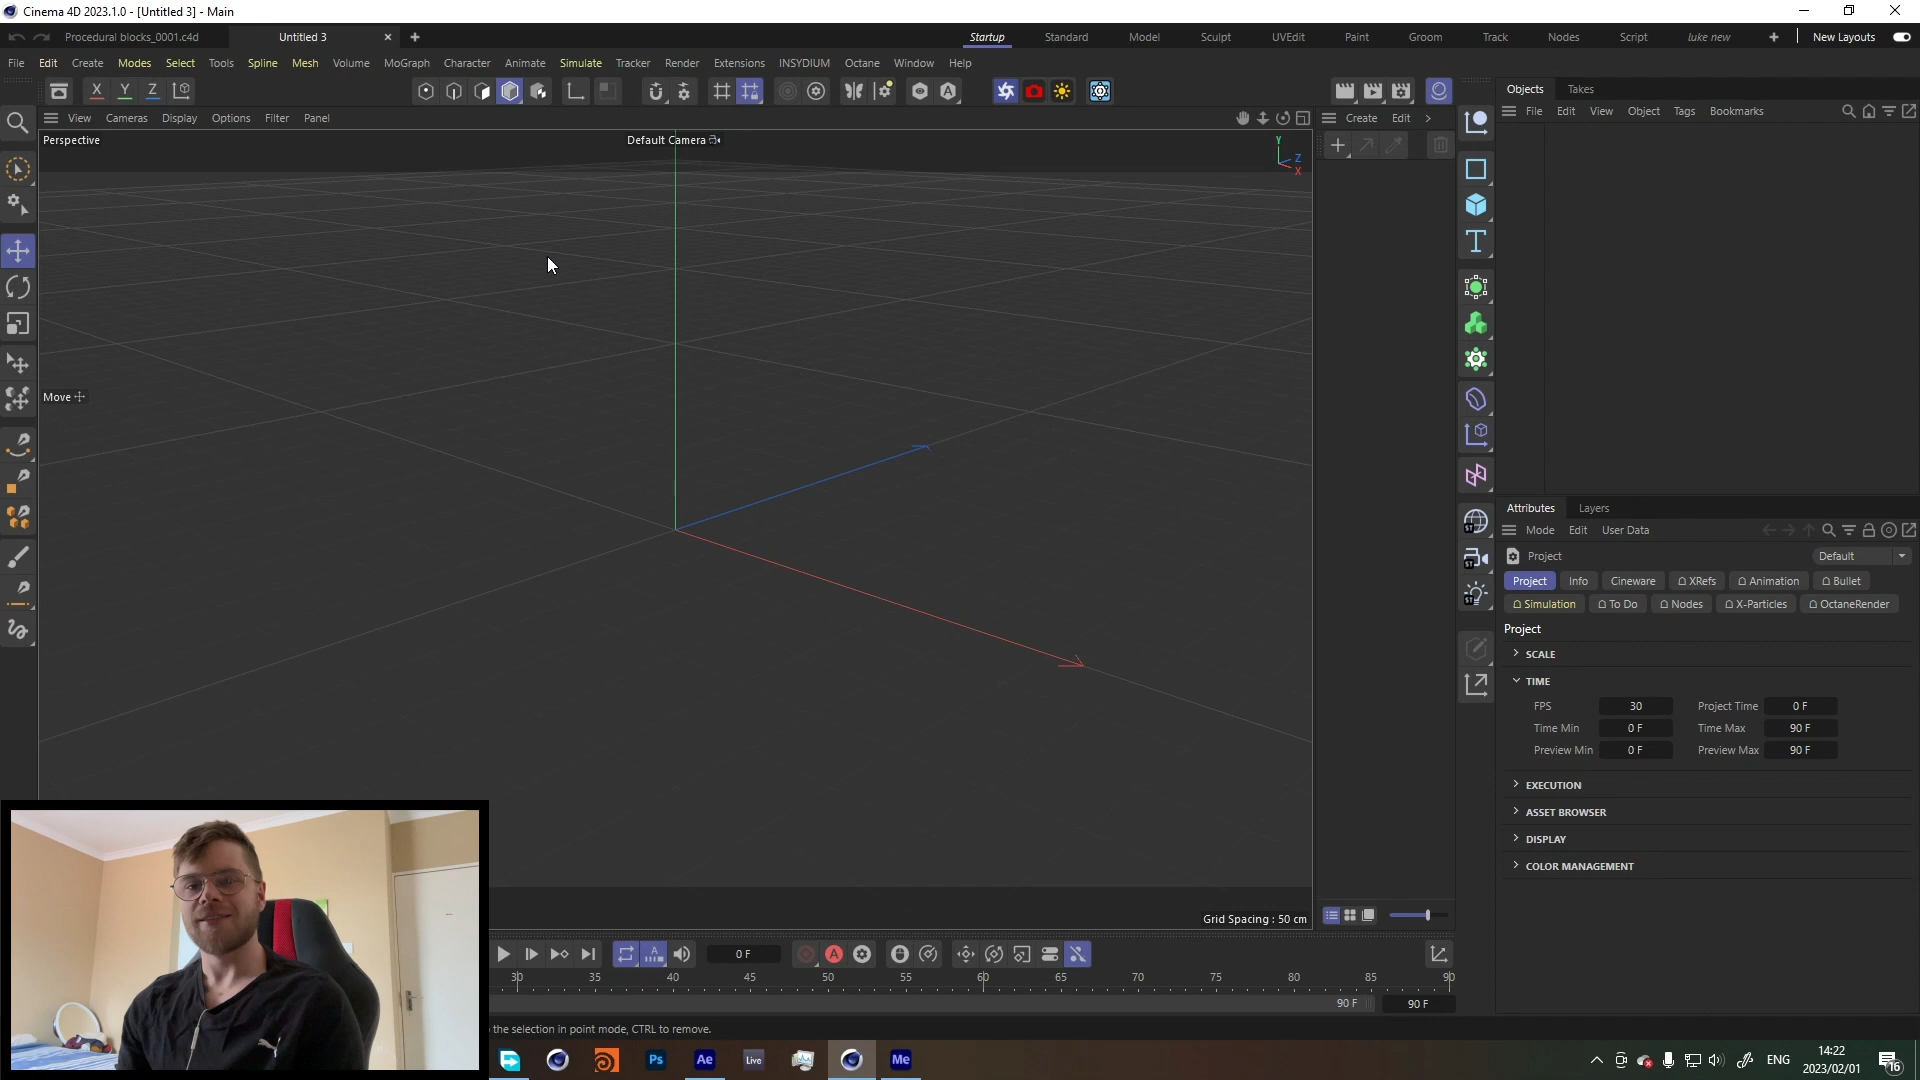 Cinema 4D 2023.1.0 - [Untitled 3] - Main
Procedural blocks_0001.c4d
Untitled 3
Startup
Standard
Model
Sculpt
UVEdit
Paint
Groom
Track
Nodes
Script
luke new
New Layouts
File
Edit
Create
Modes
Select
Tools
Spline
Mesh
Volume
MoGraph
Character
Animate
Simulate
Tracker
Render
Extensions
INSYDIUM
Octane
Window
Help
X
Y
Z
Objects
Takes
View
Cameras
Display
Options
Filter
Panel
Create
Edit
File
Edit
View
Object
Tags
Bookmarks
Perspective
Default Camera
Y
Z
X
Move
Attributes
Layers
Mode
Edit
User Data
Project
Default
Project
Info
Cineware
XRefs
Animation
Bullet
Simulation
To Do
Nodes
X-Particles
OctaneRender
Project
SCALE
TIME
FPS 30 Project Time 0 F
Time Min 0 F Time Max 90 F
Preview Min 0 F Preview Max 90 F
EXECUTION
ASSET BROWSER
DISPLAY
COLOR MANAGEMENT
Grid Spacing : 50 cm
0 F
30 35 40 45 50 55 60 65 70 75 80 85 90
90 F
90 F
the selection in point mode, CTRL to remove.
Ps
Ae
Live
Me
ENG
14:22
2023/02/01
16